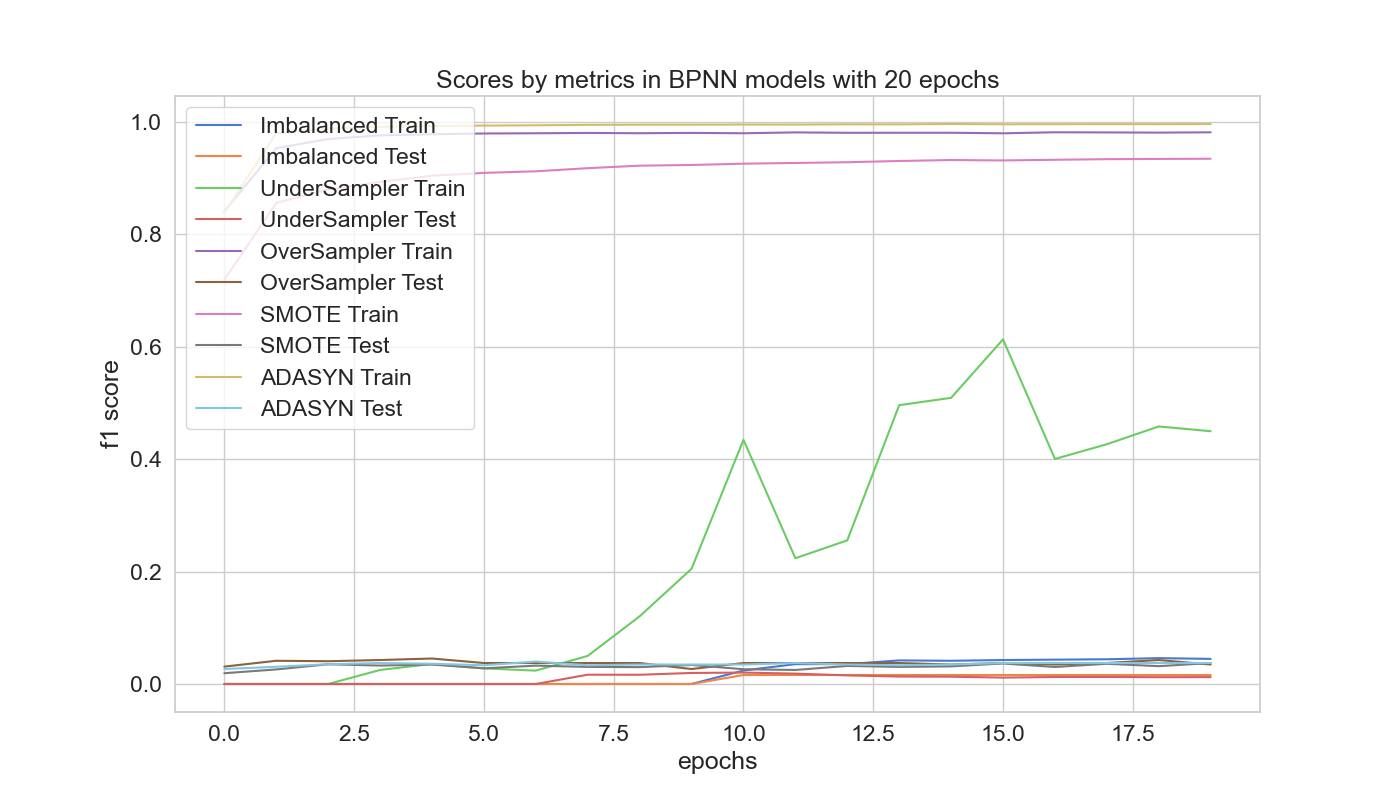 Scores by metrics in BPNN models with 20 epochs
1.0
0.8
0.6
0.4
0.2
0.0
f1 score
Imbalanced Train
Imbalanced Test
UnderSampler Train
UnderSampler Test
OverSampler Train
OverSampler Test
SMOTE Train
SMOTE Test
ADASYN Train
ADASYN Test
0.0 2.5 5.0 7.5 10.0 12.5 15.0 17.5
epochs